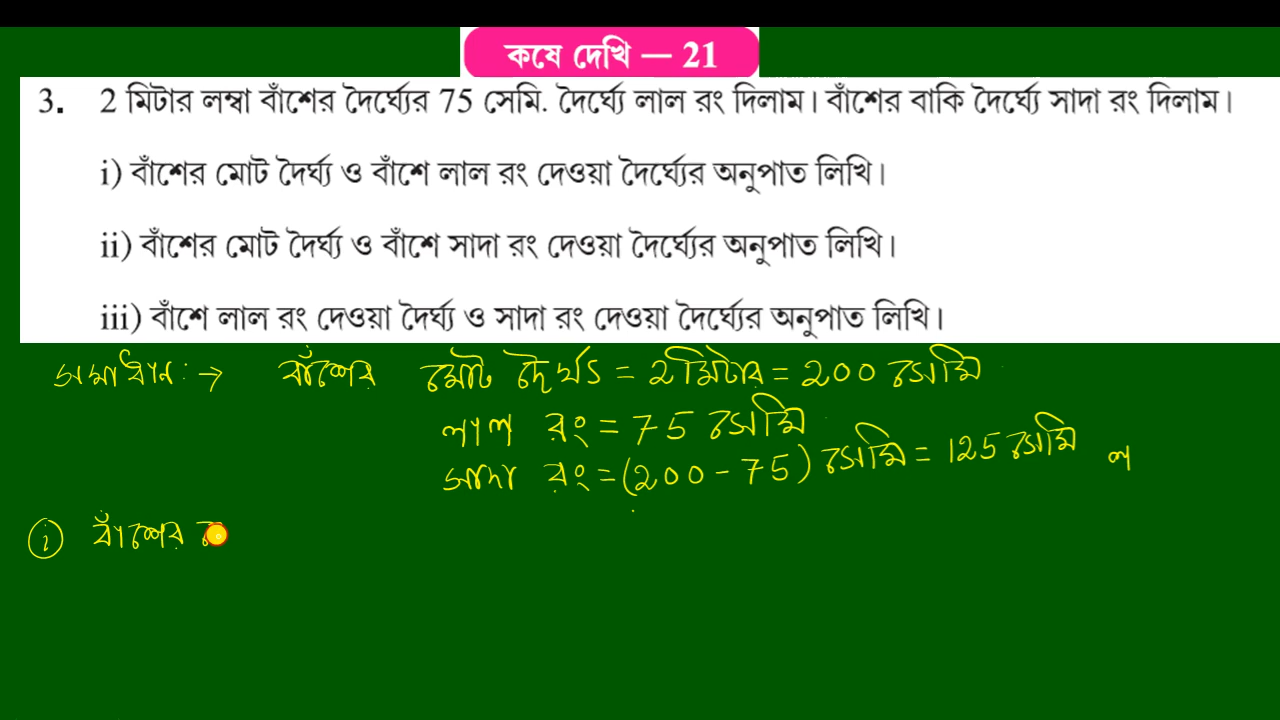 কষে দেখি — 21
3. 2 মিটার লম্বা বাঁশের দৈর্ঘ্যের 75 সেমি. দৈর্ঘ্যে লাল রং দিলাম। বাঁশের বাকি দৈর্ঘ্যে সাদা রং দিলাম।
i) বাঁশের মোট দৈর্ঘ্য ও বাঁশে লাল রং দেওয়া দৈর্ঘ্যের অনুপাত লিখি।
ii) বাঁশের মোট দৈর্ঘ্য ও বাঁশে সাদা রং দেওয়া দৈর্ঘ্যের অনুপাত লিখি।
iii) বাঁশে লাল রং দেওয়া দৈর্ঘ্য ও সাদা রং দেওয়া দৈর্ঘ্যের অনুপাত লিখি।
সমাধান:→ বাঁশের মোট দৈর্ঘ্য = 2 মিটার = 200 সেমি
লাল রং = 75 সেমি
সাদা রং = (200 - 75) সেমি = 125 সেমি ল
i বাঁশের